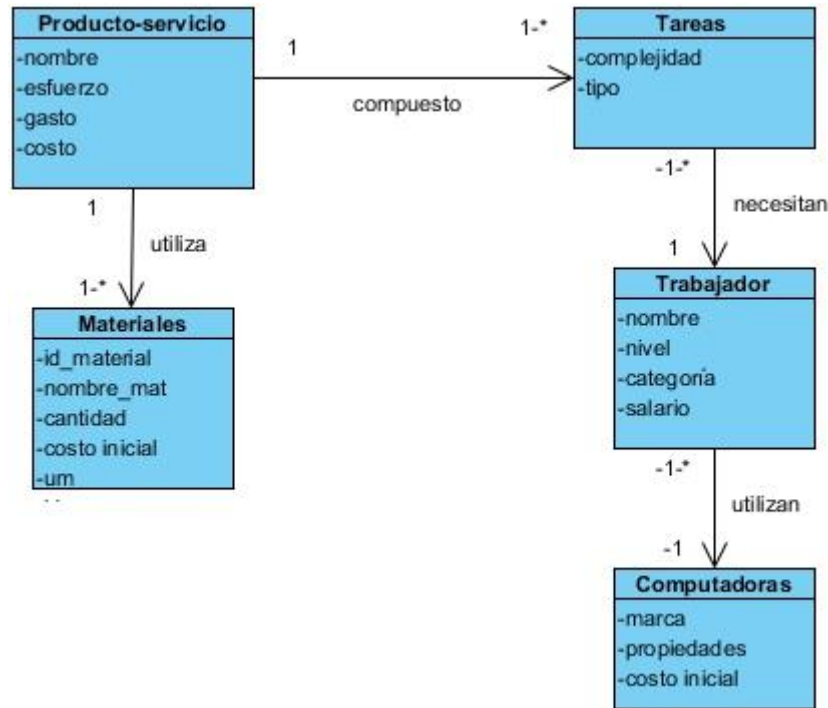 Producto-servicio
-nombre
-esfuerzo
-gasto
-costo
1
1-*
compuesto
Tareas
-complejidad
-tipo
1
utiliza
1-*
-1-*
necesitan
1
Materiales
-id_material
-nombre_mat
-cantidad
-costo inicial
-um
Trabajador
-nombre
-nivel
-categoría
-salario
-1-*
utilizan
-1
Computadoras
-marca
-propiedades
-costo inicial